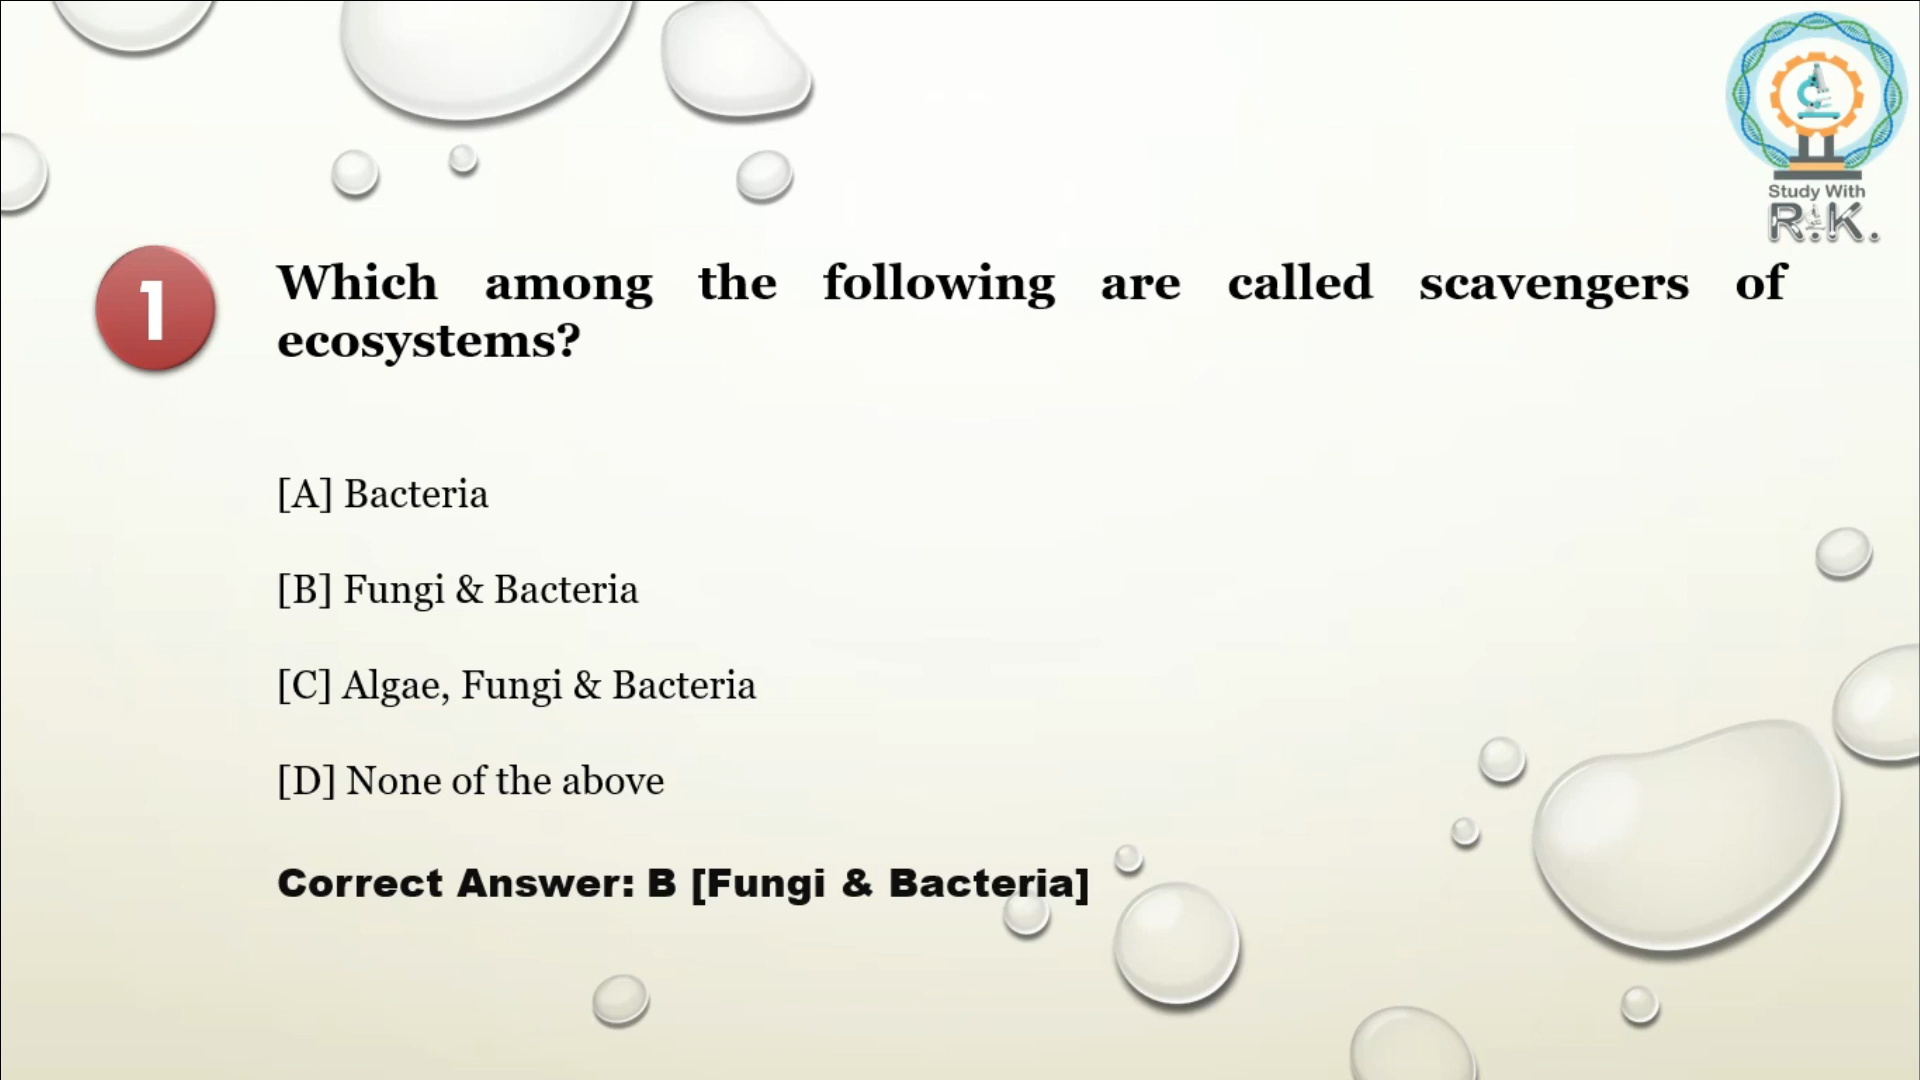 Study With
R.K.
1
Which among the following are called scavengers of
ecosystems?
[A] Bacteria
[B] Fungi & Bacteria
[C] Algae, Fungi & Bacteria
[D] None of the above
Correct Answer: B [Fungi & Bacteria]